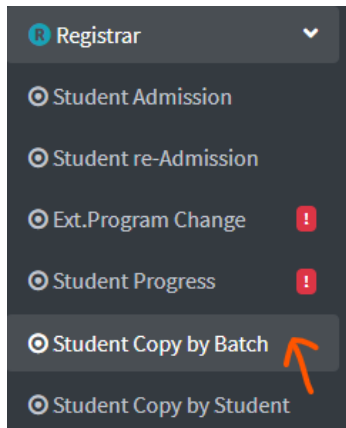 R Registrar
Student Admission
Student re-Admission
Ext.Program Change !
Student Progress !
Student Copy by Batch
Student Copy by Student